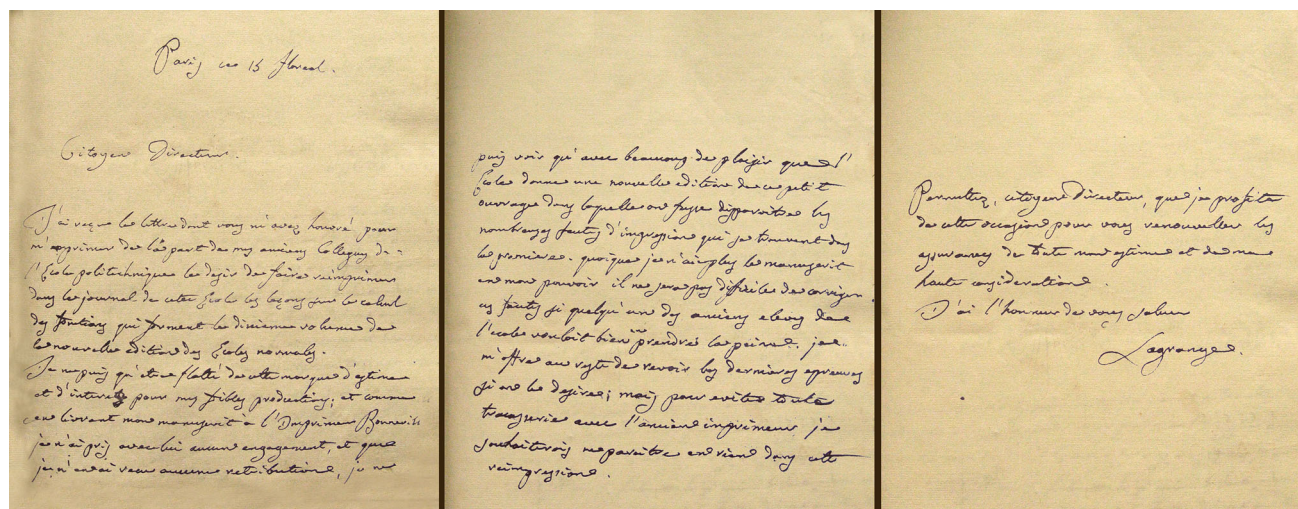 Paris ce 15 floreal.
Citoyen Directeur.
J'ai reçu la lettre dont vous m'avez honoré pour
m'exprimer de la part de mes anciens Collegues de
l'Ecole politechnique le desir de faire reimprimer
dans le journal de cette Ecole les leçons sur le calcul
des fonctions qui forment le dixieme volume de
la nouvelle edition des Ecoles normales.
Je ne puis qu'etre flatté de cette marque d'estime
et d'interet pour mes foibles productions; et comme
en livrant mon manuscrit à l'Imprimeur
je n'ai pris avec lui aucun engagement, et que
je n'en ai reçu aucune retribution, je ne
puis voir qu'avec beaucoup de plaisir que l'
Ecole donne une nouvelle edition de ce petit
ouvrage dans laquelle on fasse disparoitre les
nombreuses fautes d'impression qui se trouvent dans
la premiere. quoique je n'aie plus le manuscrit
en mon pouvoir il ne sera pas difficile de corriger
ces fautes si quelqu'un des anciens eleves de
l'ecole vouloit bien en prendre la peine. je
m'offre au reste de revoir les dernieres epreuves
si on le desire; mais pour eviter toute
tracasserie avec l'ancien imprimeur je
souhaiterois ne paroitre en rien dans cette
reimpression.
Permettez, citoyen Directeur, que je profite
de cette occasion pour vous renouveller les
assurances de toute mon estime et de ma
haute consideration.
J'ai l'honneur de vous saluer
Lagrange.